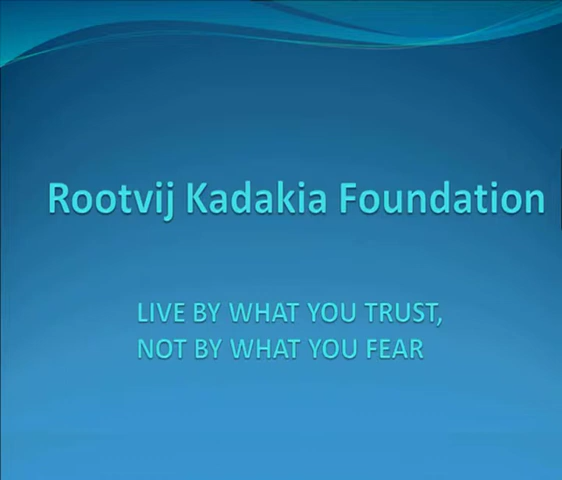 Rootvij Kadakia Foundation
LIVE BY WHAT YOU TRUST,
NOT BY WHAT YOU FEAR